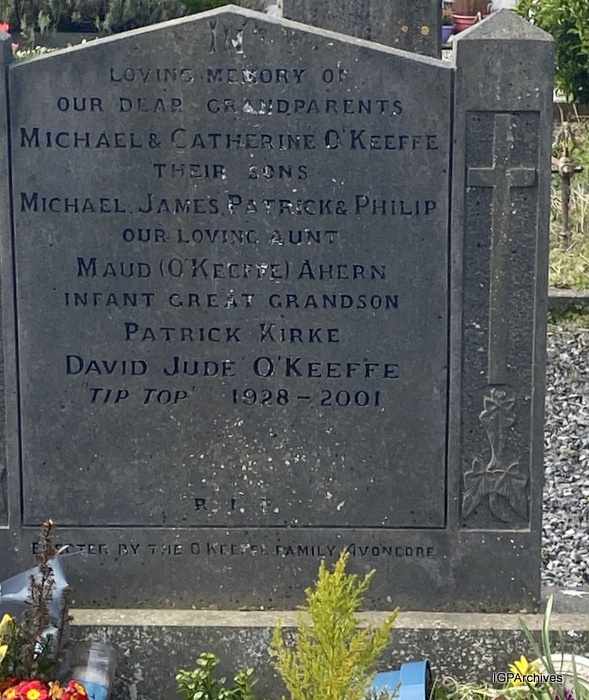 IN
LOVING MEMORY OF
OUR DEAR GRANDPARENTS
MICHAEL & CATHERINE O'KEEFFE
THEIR SONS
MICHAEL, JAMES, PATRICK & PHILIP
OUR LOVING AUNT
MAUD (O'KEEFFE) AHERN
INFANT GREAT GRANDSON
PATRICK KIRKE
DAVID JUDE O'KEEFFE
"TIP TOP" 1928 - 2001
R. I. P.
ERECTED BY THE O'KEEFFE FAMILY, AVONCORE
IGPArchives